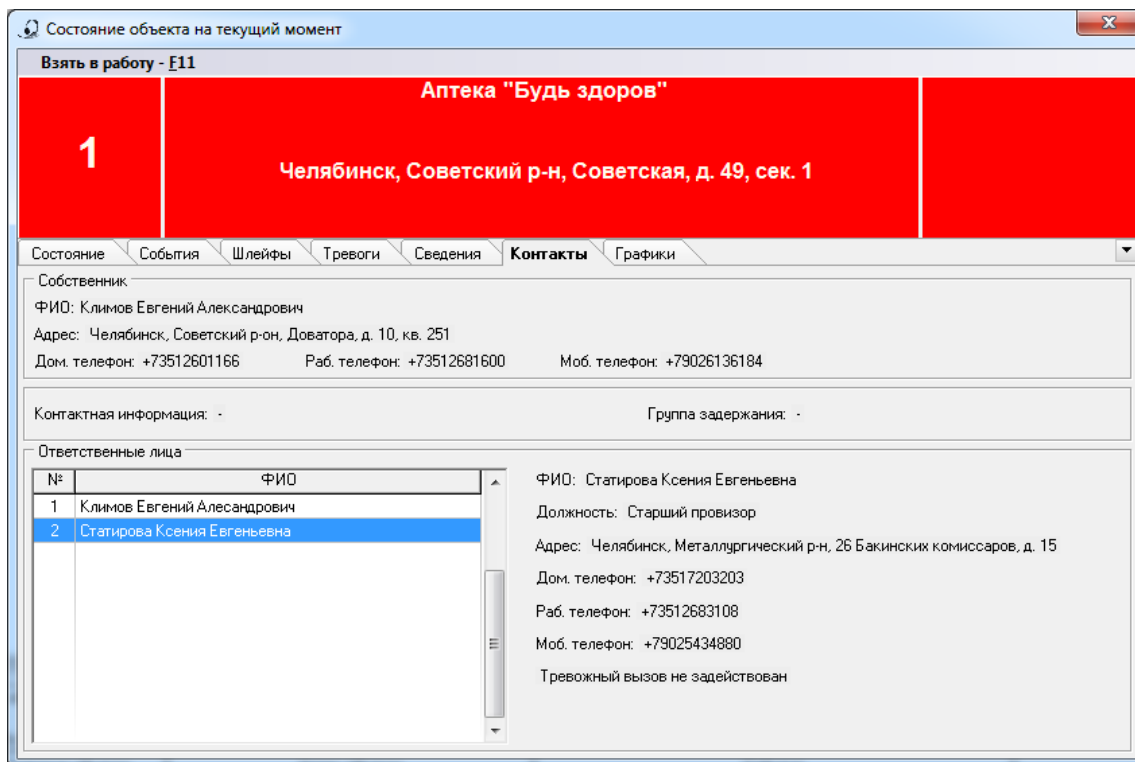 Состояние объекта на текущий момент
Взять в работу - F11
1
Аптека "Будь здоров"
Челябинск, Советский р-н, Советская, д. 49, сек. 1
Состояние События Шлейфы Тревоги Сведения Контакты Графики
Собственник
ФИО: Климов Евгений Александрович
Адрес: Челябинск, Советский р-он, Доватора, д. 10, кв. 251
Дом. телефон: +73512601166 Раб. телефон: +73512681600 Моб. телефон: +79026136184
Контактная информация: - Группа задержания: -
Ответственные лица
№ ФИО
1 Климов Евгений Алесандрович
2 Статирова Ксения Евгеньевна
ФИО: Статирова Ксения Евгеньевна
Должность: Старший провизор
Адрес: Челябинск, Металлургический р-н, 26 Бакинских комиссаров, д. 15
Дом. телефон: +73517203203
Раб. телефон: +73512683108
Моб. телефон: +79025434880
Тревожный вызов не задействован